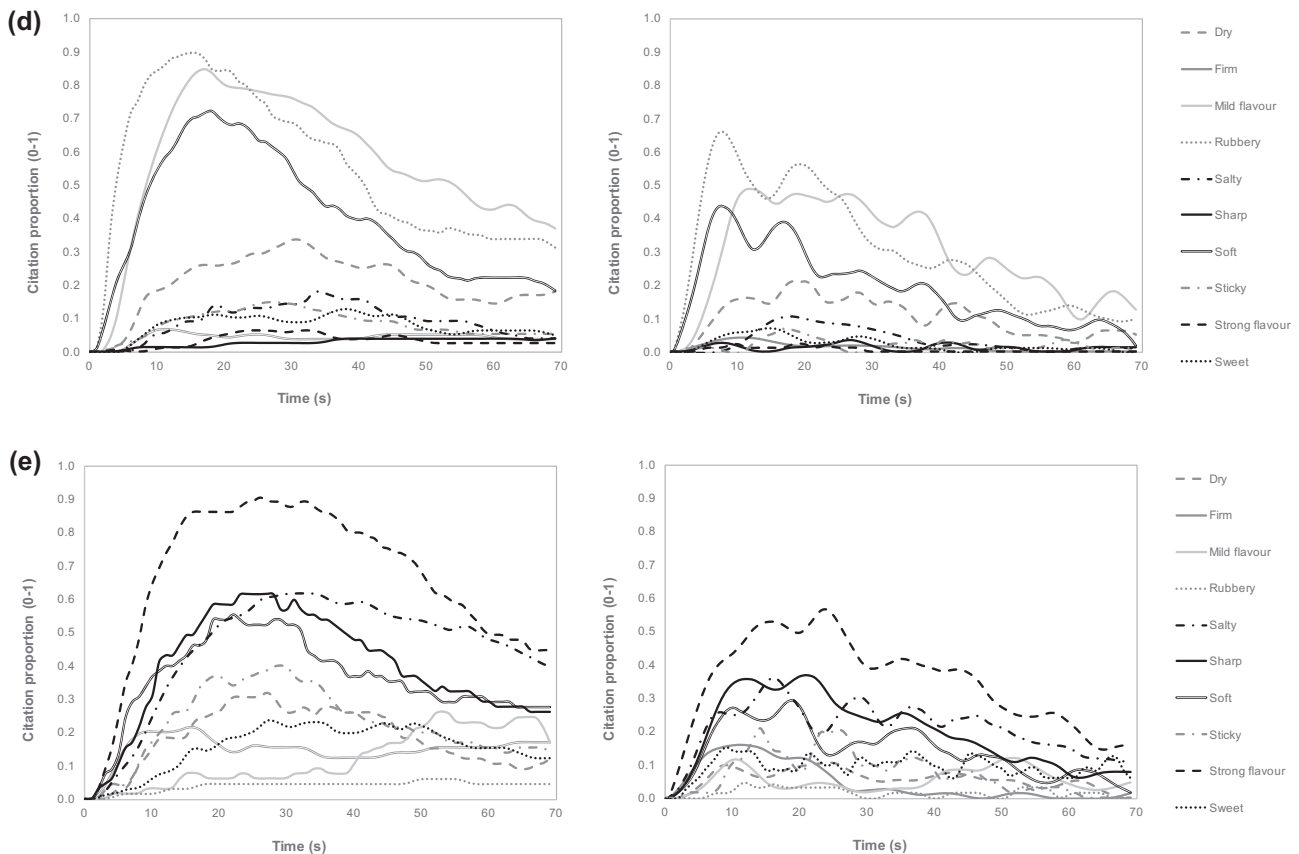 (d)
Citation proportion (0-1)
1.0
0.9
0.8
0.7
0.6
0.5
0.4
0.3
0.2
0.1
0.0
0 10 20 30 40 50 60 70
Time (s)
Citation proportion (0-1)
1.0
0.9
0.8
0.7
0.6
0.5
0.4
0.3
0.2
0.1
0.0
0 10 20 30 40 50 60 70
Time (s)
Dry
Firm
Mild flavour
Rubbery
Salty
Sharp
Soft
Sticky
Strong flavour
Sweet
(e)
Citation proportion (0-1)
1.0
0.9
0.8
0.7
0.6
0.5
0.4
0.3
0.2
0.1
0.0
0 10 20 30 40 50 60 70
Time (s)
Citation proportion (0-1)
1.0
0.9
0.8
0.7
0.6
0.5
0.4
0.3
0.2
0.1
0.0
0 10 20 30 40 50 60 70
Time (s)
Dry
Firm
Mild flavour
Rubbery
Salty
Sharp
Soft
Sticky
Strong flavour
Sweet